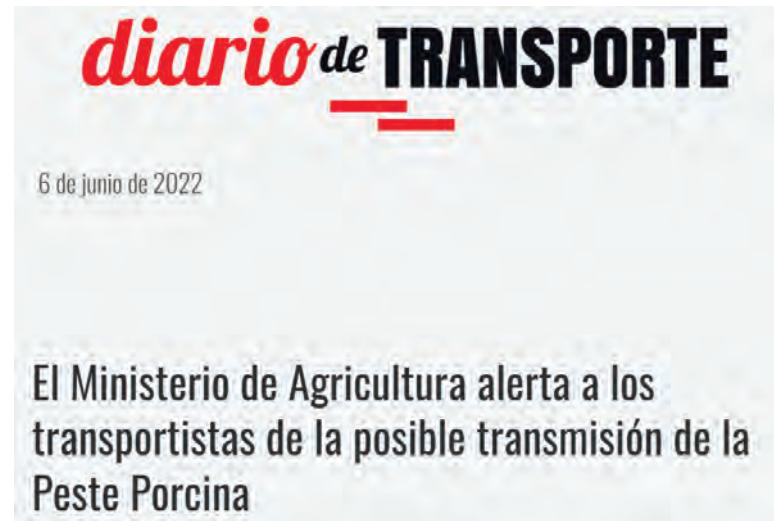 diario de TRANSPORTE
6 de junio de 2022
El Ministerio de Agricultura alerta a los
transportistas de la posible transmisión de la
Peste Porcina